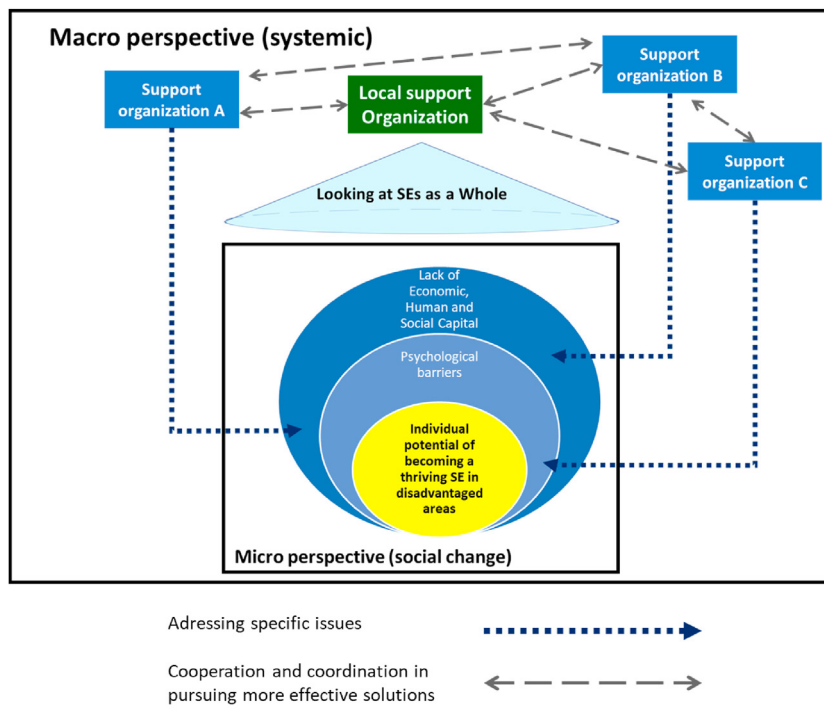 Macro perspective (systemic)
Support
organization A
Local support
Organization
Support
organization B
Support
organization C
Looking at SEs as a Whole
Lack of
Economic,
Human and
Social Capital
Psychological
barriers
Individual
potential of
becoming a
thriving SE in
disadvantaged
areas
Micro perspective (social change)
Adressing specific issues
Cooperation and coordination in
pursuing more effective solutions